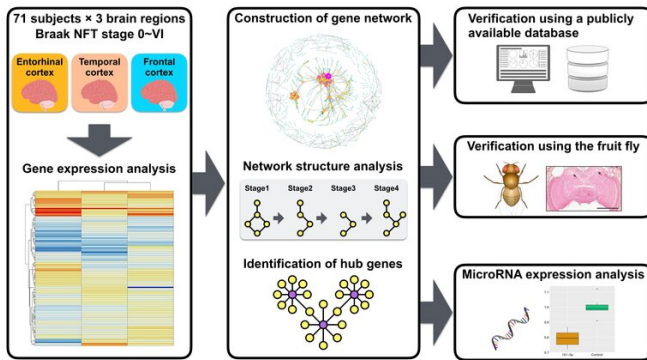 71 subjects × 3 brain regions
Braak NFT stage 0~VI
Entorhinal
cortex
Temporal
cortex
Frontal
cortex
Gene expression analysis
Construction of gene network
Network structure analysis
Stage1
Stage2
Stage3
Stage4
Identification of hub genes
Verification using a publicly
available database
Verification using the fruit fly
MicroRNA expression analysis
Control